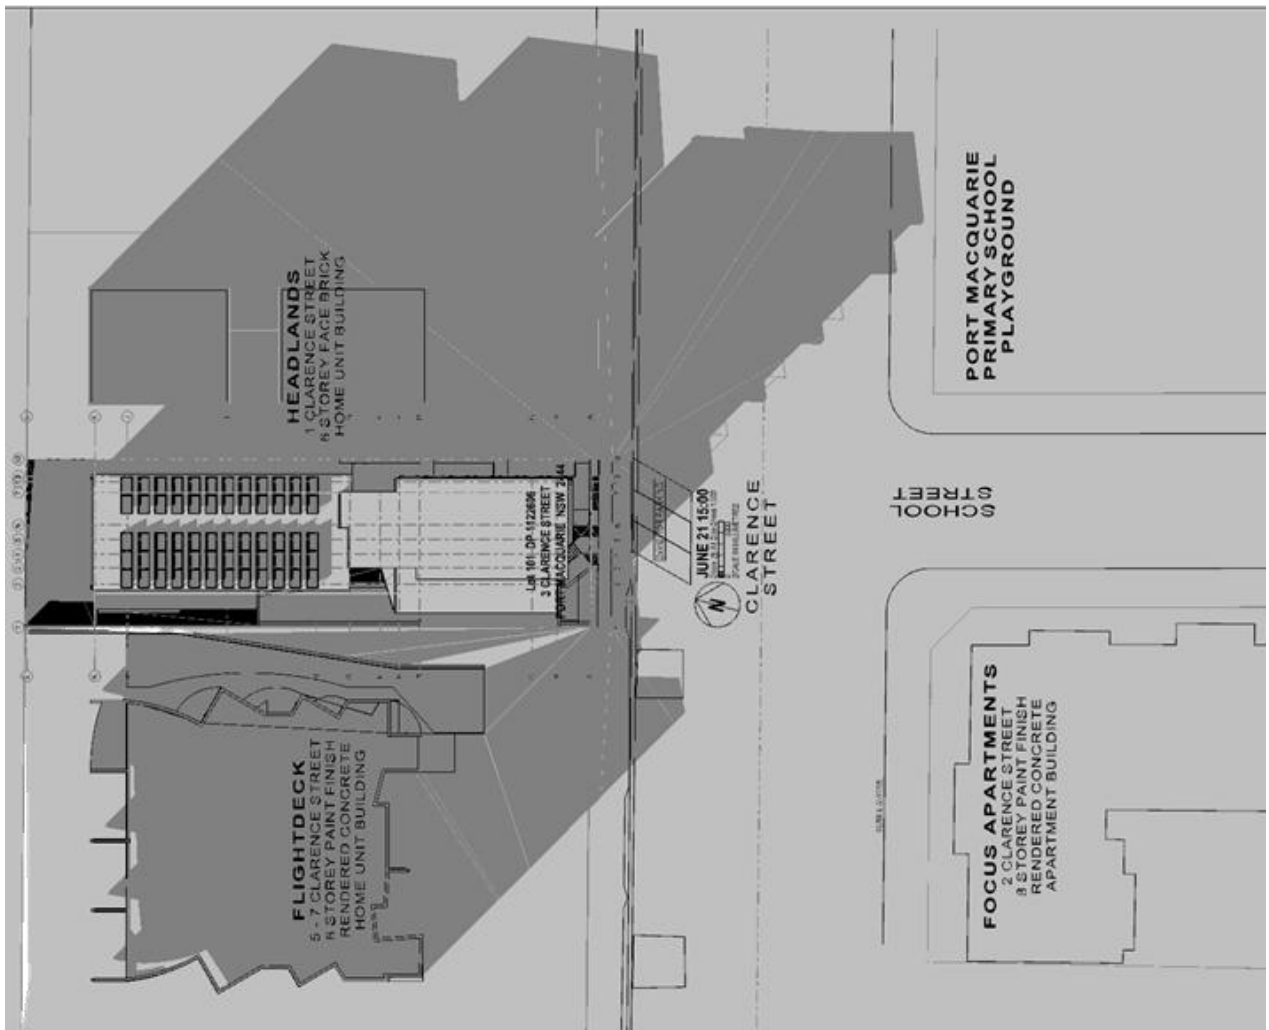 HEADLANDS
1 CLARENCE STREET
8 STOREY FACE BRICK
HOME UNIT BUILDING
PORT MACQUARIE
PRIMARY SCHOOL
PLAYGROUND
Lot 101 DP 1122606
3 CLARENCE STREET
PORT MACQUARIE NSW 2444
JUNE 21 15:00
N
CLARENCE
STREET
SCHOOL
STREET
FLIGHTDECK
5 - 7 CLARENCE STREET
STOREY PAINT FINISH
RENDERED CONCRETE
HOME UNIT BUILDING
FOCUS APARTMENTS
2 CLARENCE STREET
8 STOREY PAINT FINISH
RENDERED CONCRETE
APARTMENT BUILDING